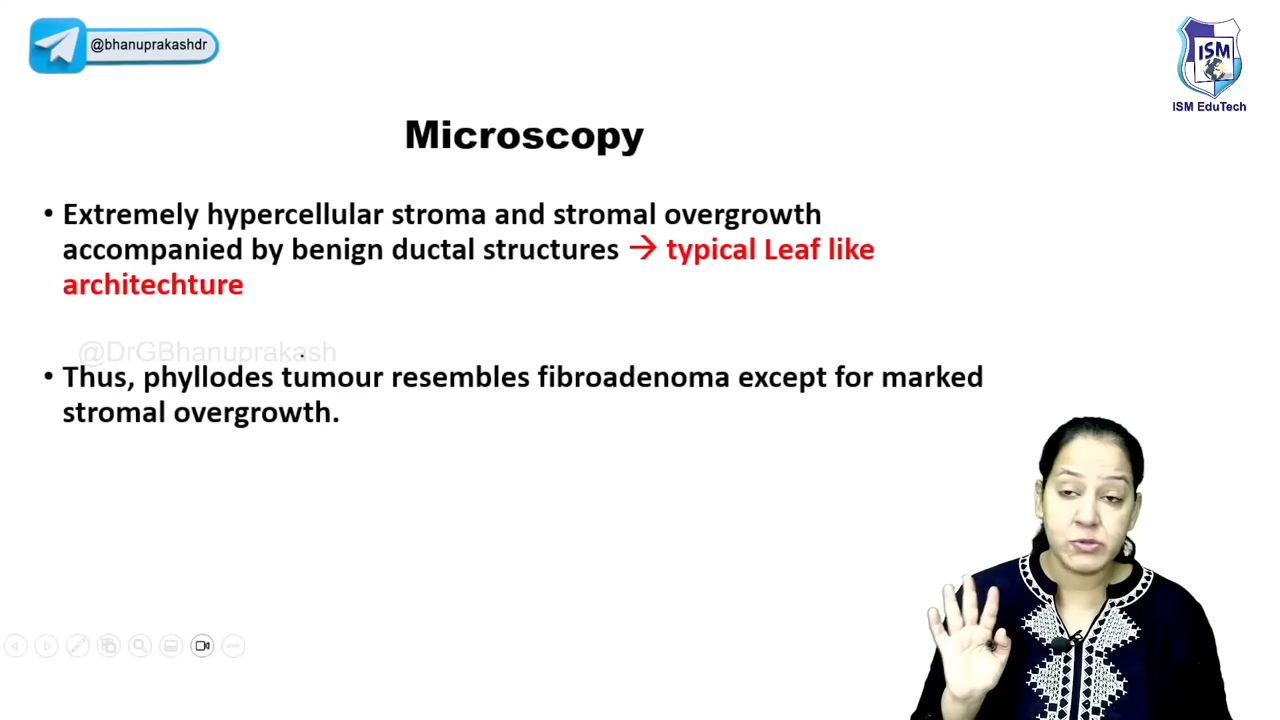 @bhanuprakashdr
ISM
ISM EduTech
Microscopy
• Extremely hypercellular stroma and stromal overgrowth
accompanied by benign ductal structures → typical Leaf like
architechture
@DrGBhanuprakash
• Thus, phyllodes tumour resembles fibroadenoma except for marked
stromal overgrowth.